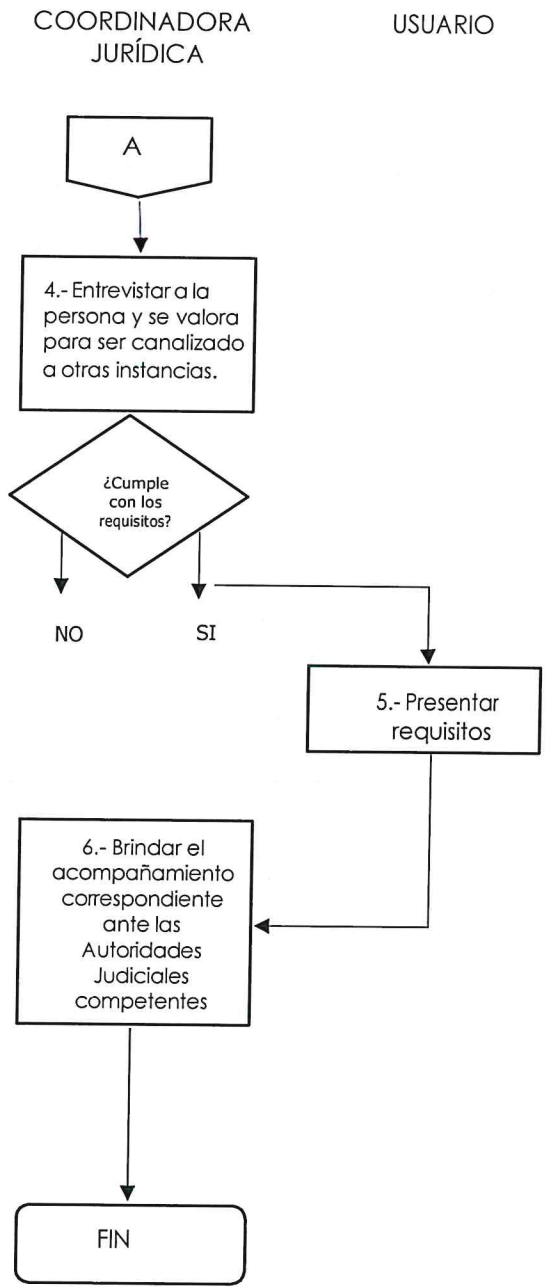 COORDINADORA
JURÍDICA
USUARIO
A
4.- Entrevistar a la
persona y se valora
para ser canalizado
a otras instancias.
¿Cumple
con los
requisitos?
NO
SI
5.- Presentar
requisitos
6.- Brindar el
acompañamiento
correspondiente
ante las
Autoridades
Judiciales
competentes
FIN